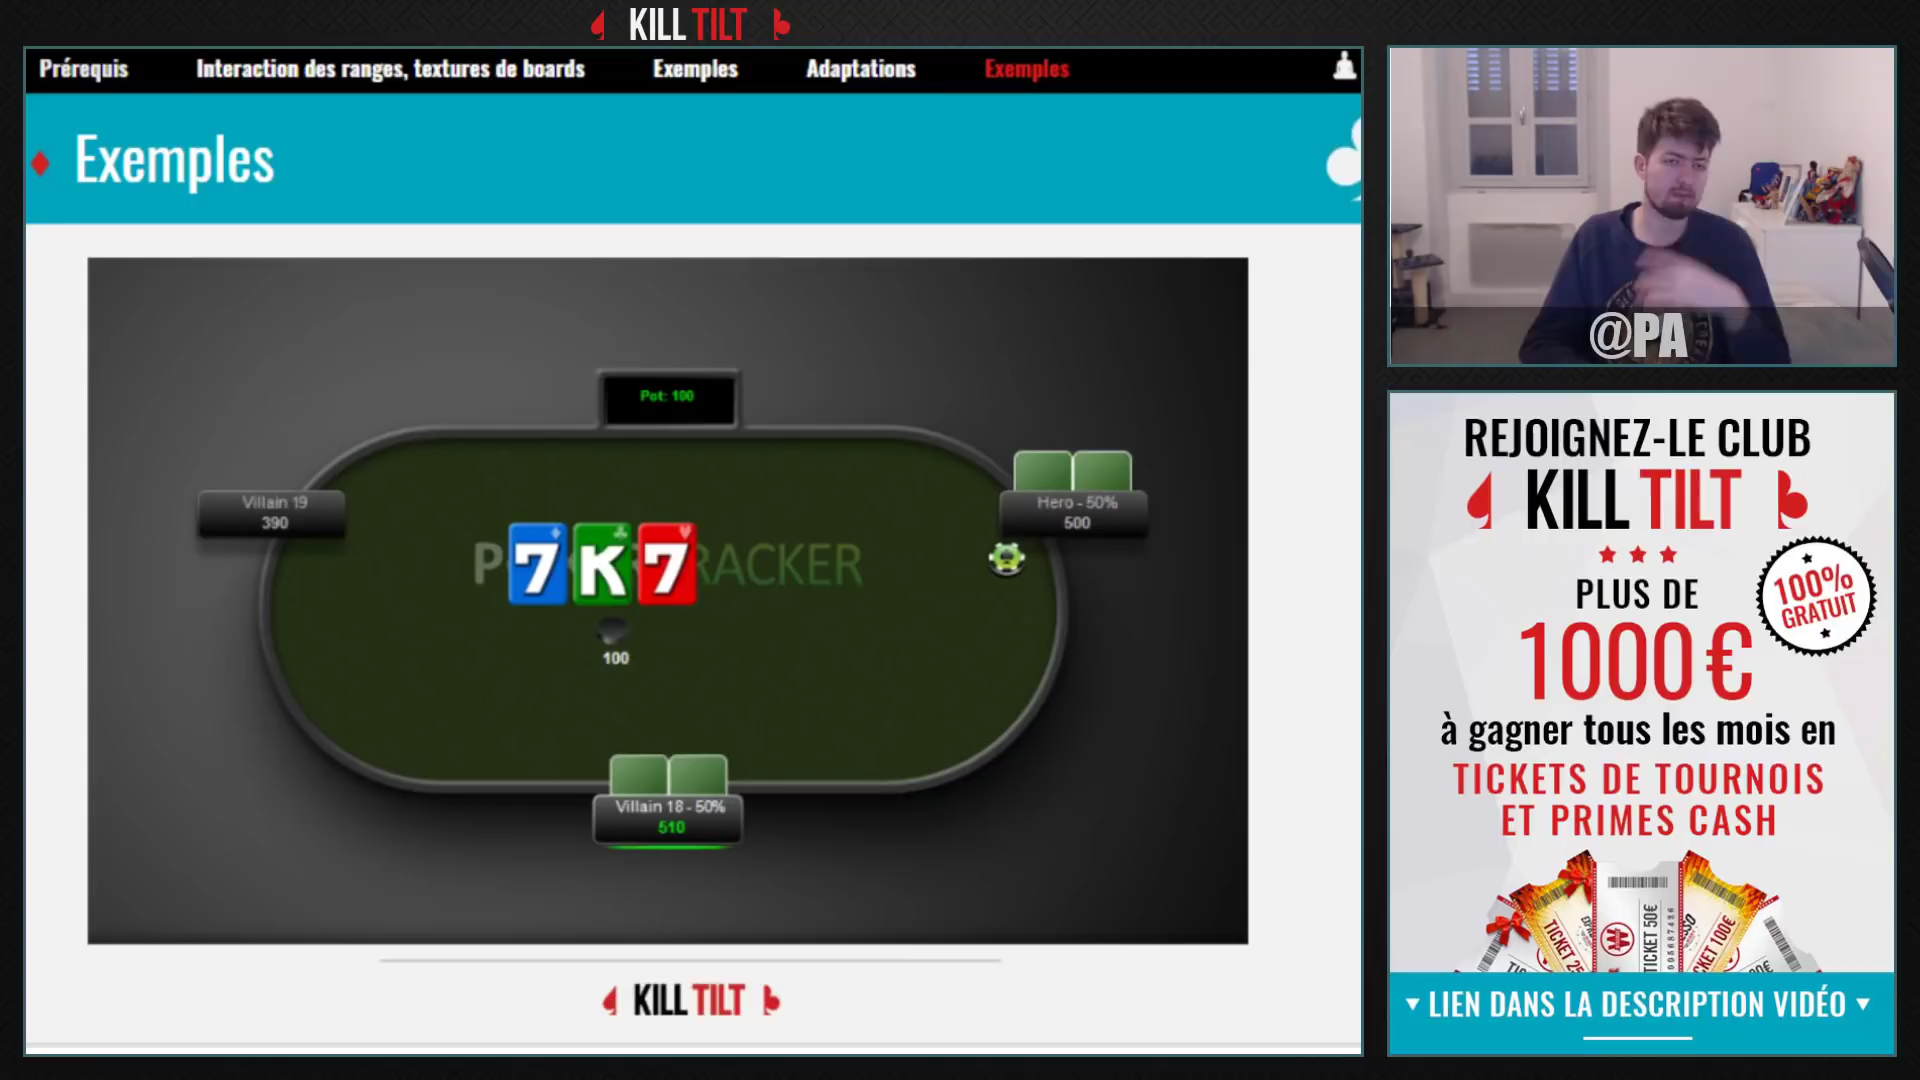 KILL TILT
Prérequis Interaction des ranges, textures de boards Exemples Adaptations Exemples
Exemples
Pot: 100
Villain 19
390
Hero - 50%
500
7 K 7
RACKER
100
Villain 18 - 50%
510
KILL TILT
@PA
REJOIGNEZ-LE CLUB
KILL TILT
PLUS DE
100%
GRATUIT
1000€
à gagner tous les mois en
TICKETS DE TOURNOIS
ET PRIMES CASH
TICKET 50€
TICKET 100€
LIEN DANS LA DESCRIPTION VIDÉO